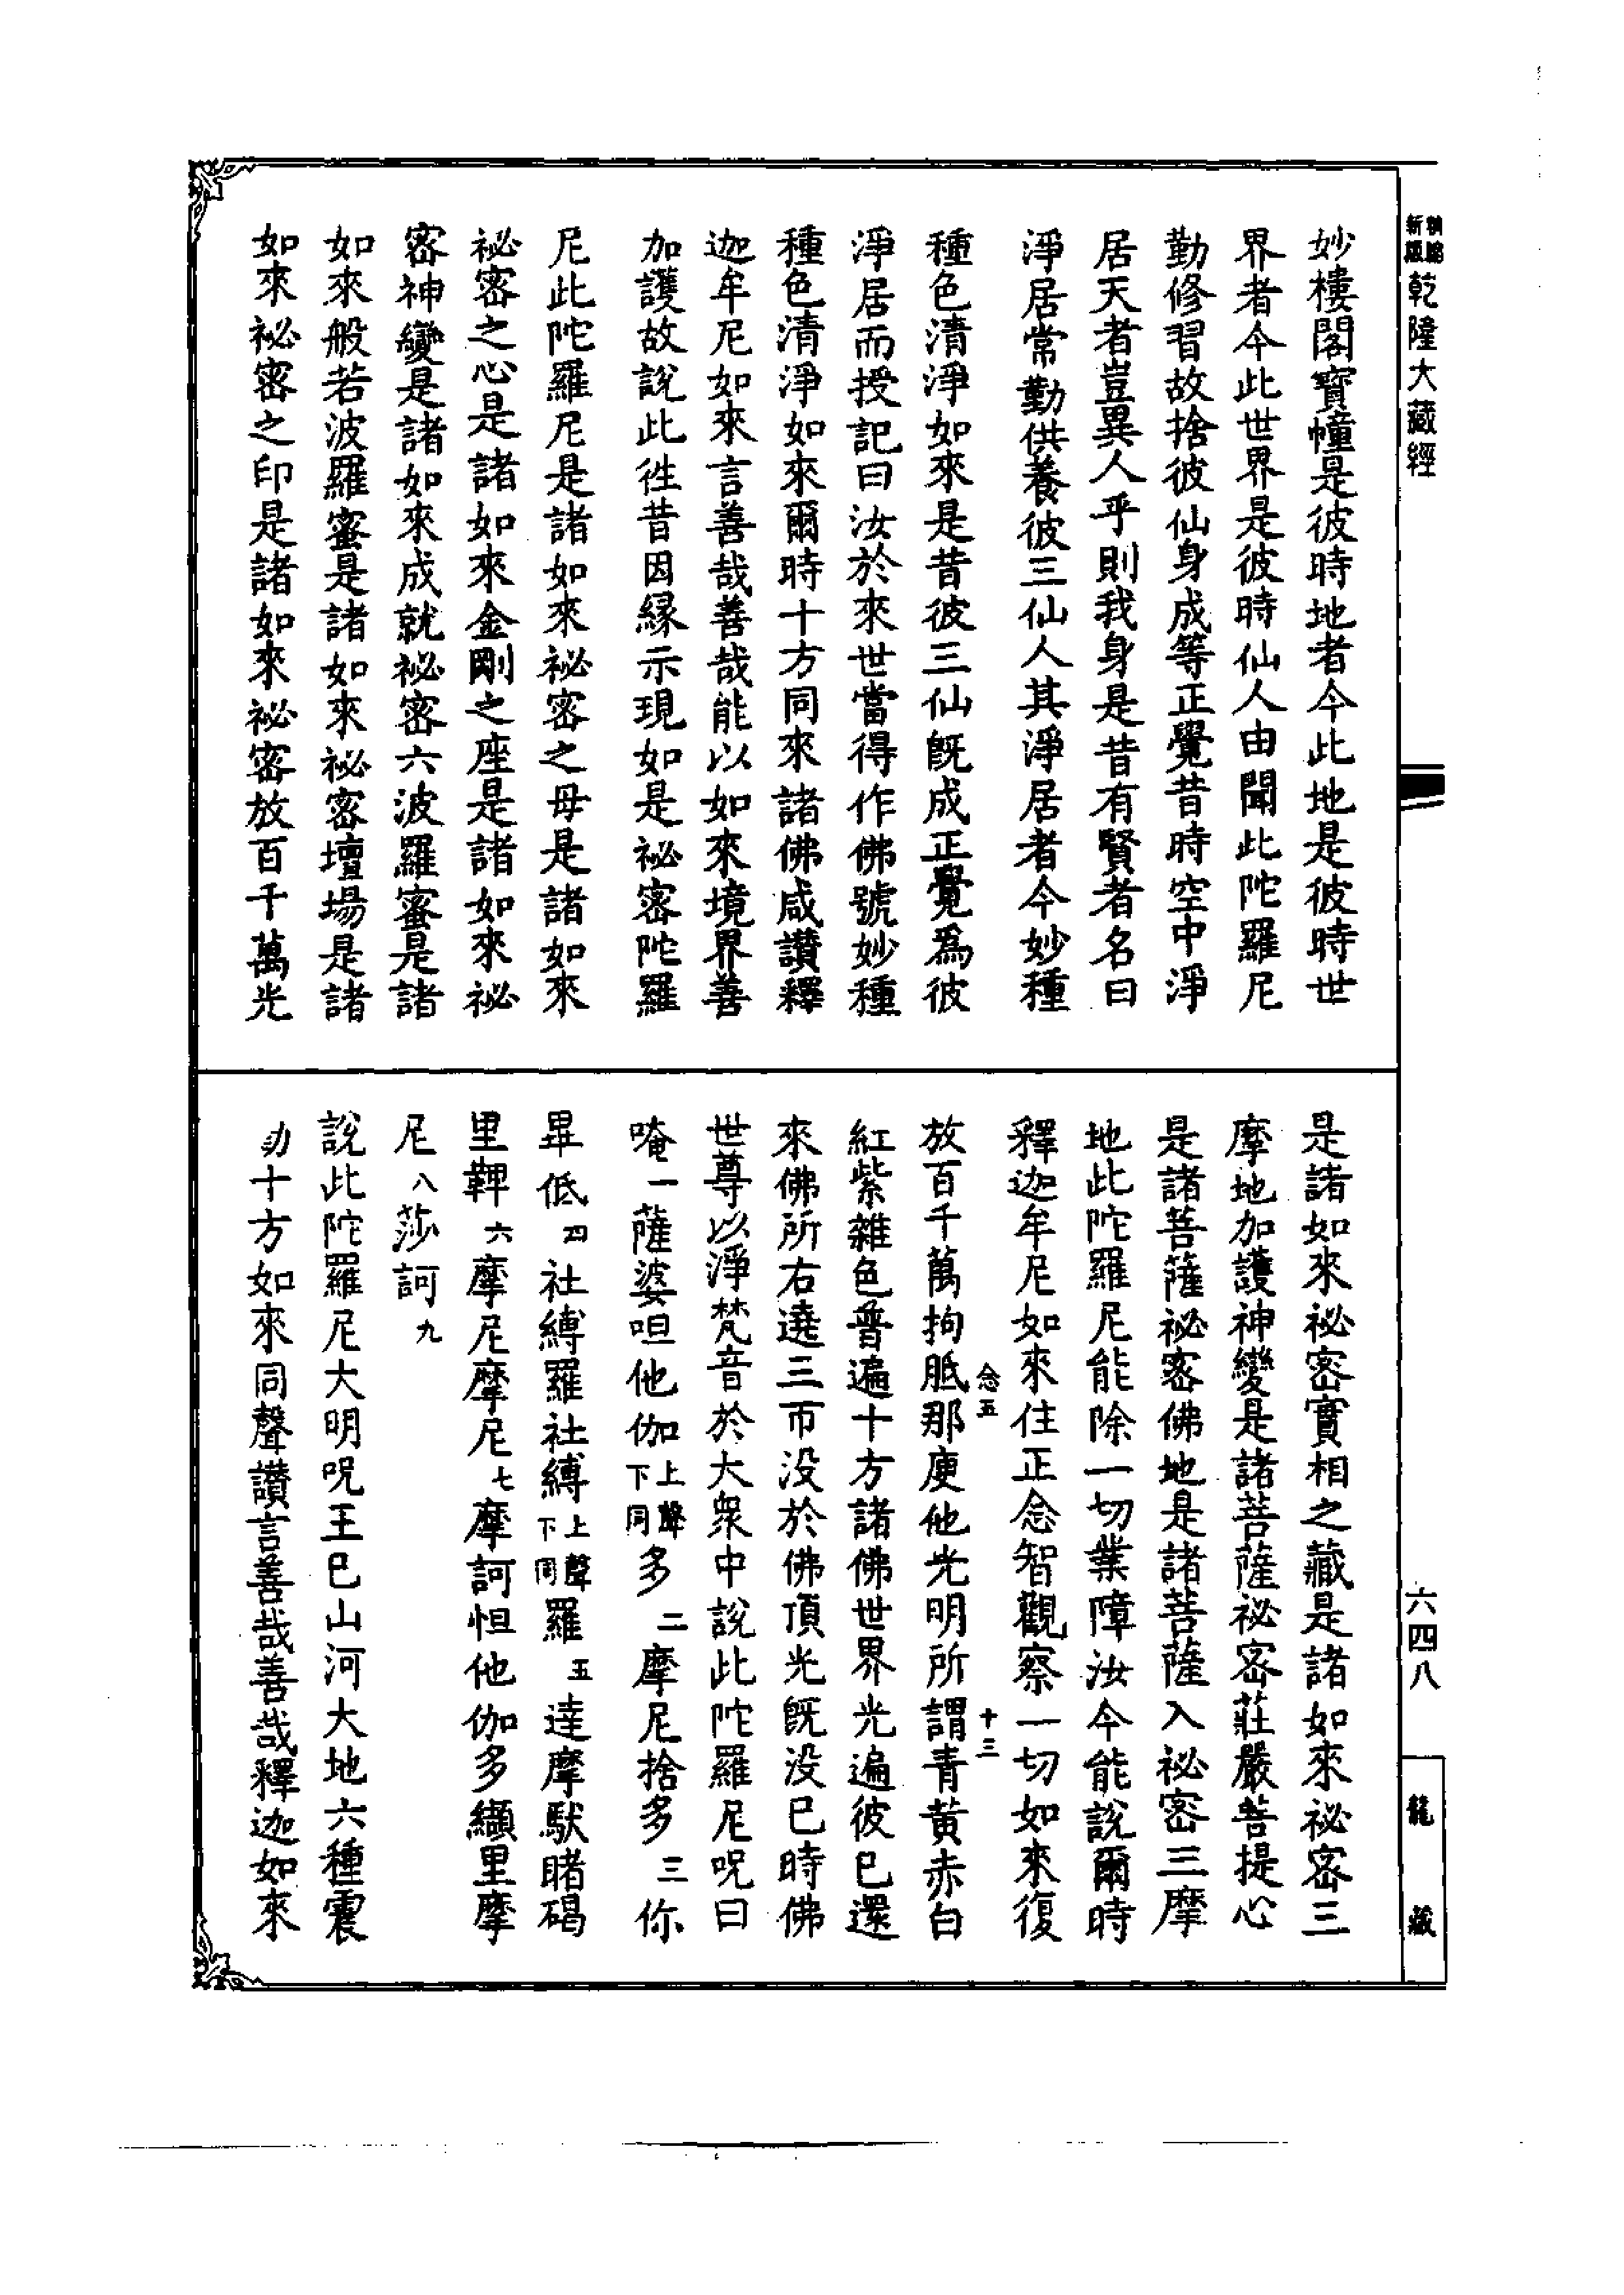 新版精縮
乾隆大藏經
妙樓閣寶幢是彼時地者今此地是彼時世
界者今此世界是彼時仙人由聞此陀羅尼
勤修習故捨彼仙身成等正覺昔時空中淨
居天者豈異人乎則我身是昔有賢者名曰
淨居常勤供養彼三仙人其淨居者今妙種
種色清淨如來是昔彼三仙既成正覺為彼
淨居而授記曰汝於來世當得作佛號妙種
種色清淨如來爾時十方同來諸佛咸讚釋
迦牟尼如來言善哉善哉能以如來境界善
加護故說此往昔因緣示現如是祕密陀羅
尼此陀羅尼是諸如來祕密之母是諸如來
祕密之心是諸如來金剛之座是諸如來祕
密神變是諸如來成就祕密六波羅蜜是諸
如來般若波羅蜜是諸如來祕密壇場是諸
如來祕密之印是諸如來祕密放百千萬光
是諸如來祕密實相之藏是諸如來祕密三
摩地加護神變是諸菩薩祕密莊嚴菩提心
是諸菩薩祕密佛地是諸菩薩入祕密三摩
地此陀羅尼能除一切業障汝今能說爾時
釋迦牟尼如來住正念智觀察一切如來復
念五
十三
放百千萬拘胝那庾他光明所謂青黃赤白
紅紫雜色普遍十方諸佛世界光遍彼已還
來佛所右遶三帀没於佛頂光既没已時佛
世尊以淨梵音於大衆中說此陀羅尼呪曰
唵一薩婆呾他伽上聲下同多二摩尼捨多三你
畢低四社縛羅社縛上聲下同羅五達摩馱睹碣
里鞞六摩尼摩尼七摩訶怛他伽多纈里摩
尼八莎訶九
說此陀羅尼大明呪王已山河大地六種震
動十方如來同聲讚言善哉善哉釋迦如來
六四八
龍藏